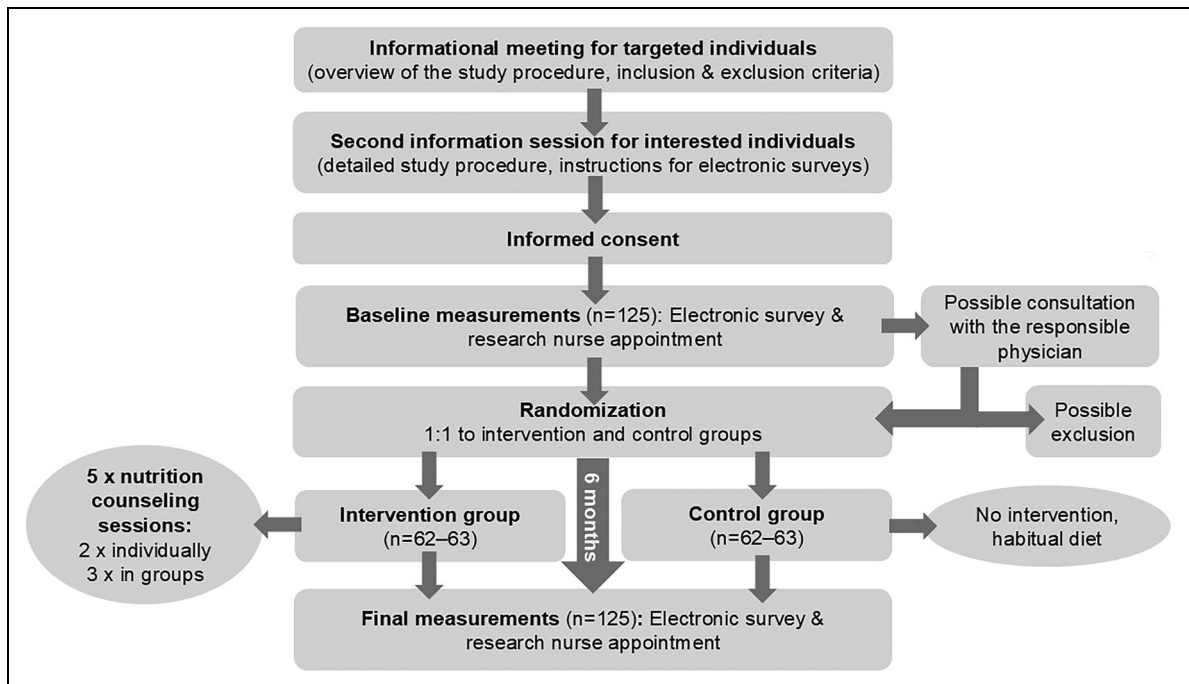 Informational meeting for targeted individuals
(overview of the study procedure, inclusion & exclusion criteria)
Second information session for interested individuals
(detailed study procedure, instructions for electronic surveys)
Informed consent
Baseline measurements (n=125): Electronic survey &
research nurse appointment
Possible consultation
with the responsible
physician
Randomization
1:1 to intervention and control groups
Possible
exclusion
5 x nutrition
counseling
sessions:
2 x individually
3 x in groups
Intervention group
(n=62–63)
6 months
Control group
(n=62–63)
No intervention,
habitual diet
Final measurements (n=125): Electronic survey &
research nurse appointment